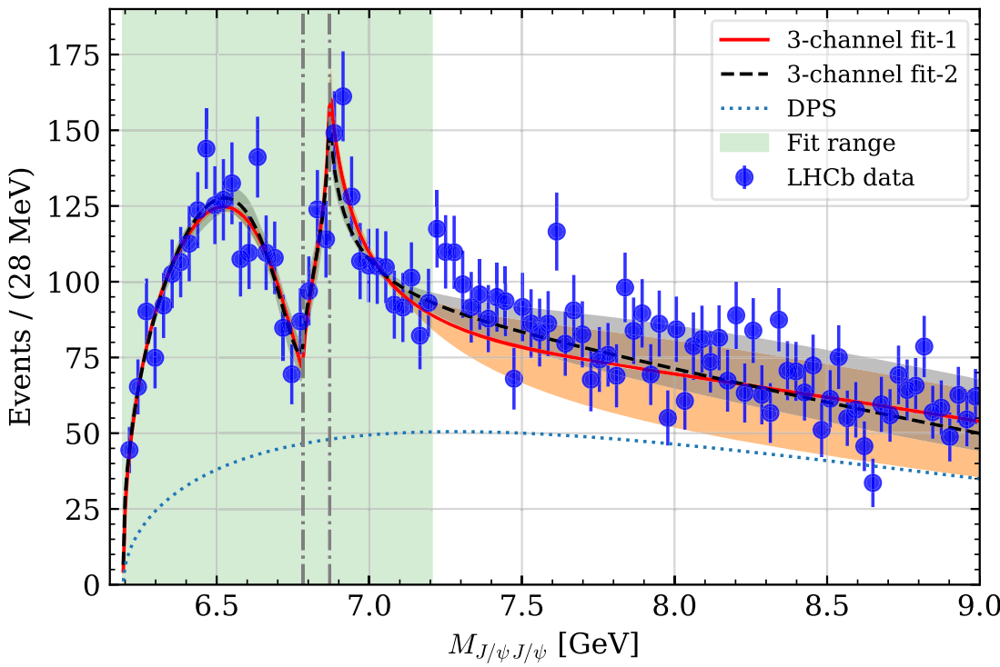 Events / (28 MeV)
175
150
125
100
75
50
25
0
3-channel fit-1
3-channel fit-2
DPS
Fit range
LHCb data
6.5 7.0 7.5 8.0 8.5 9.0
M_{J/ψJ/ψ} [GeV]